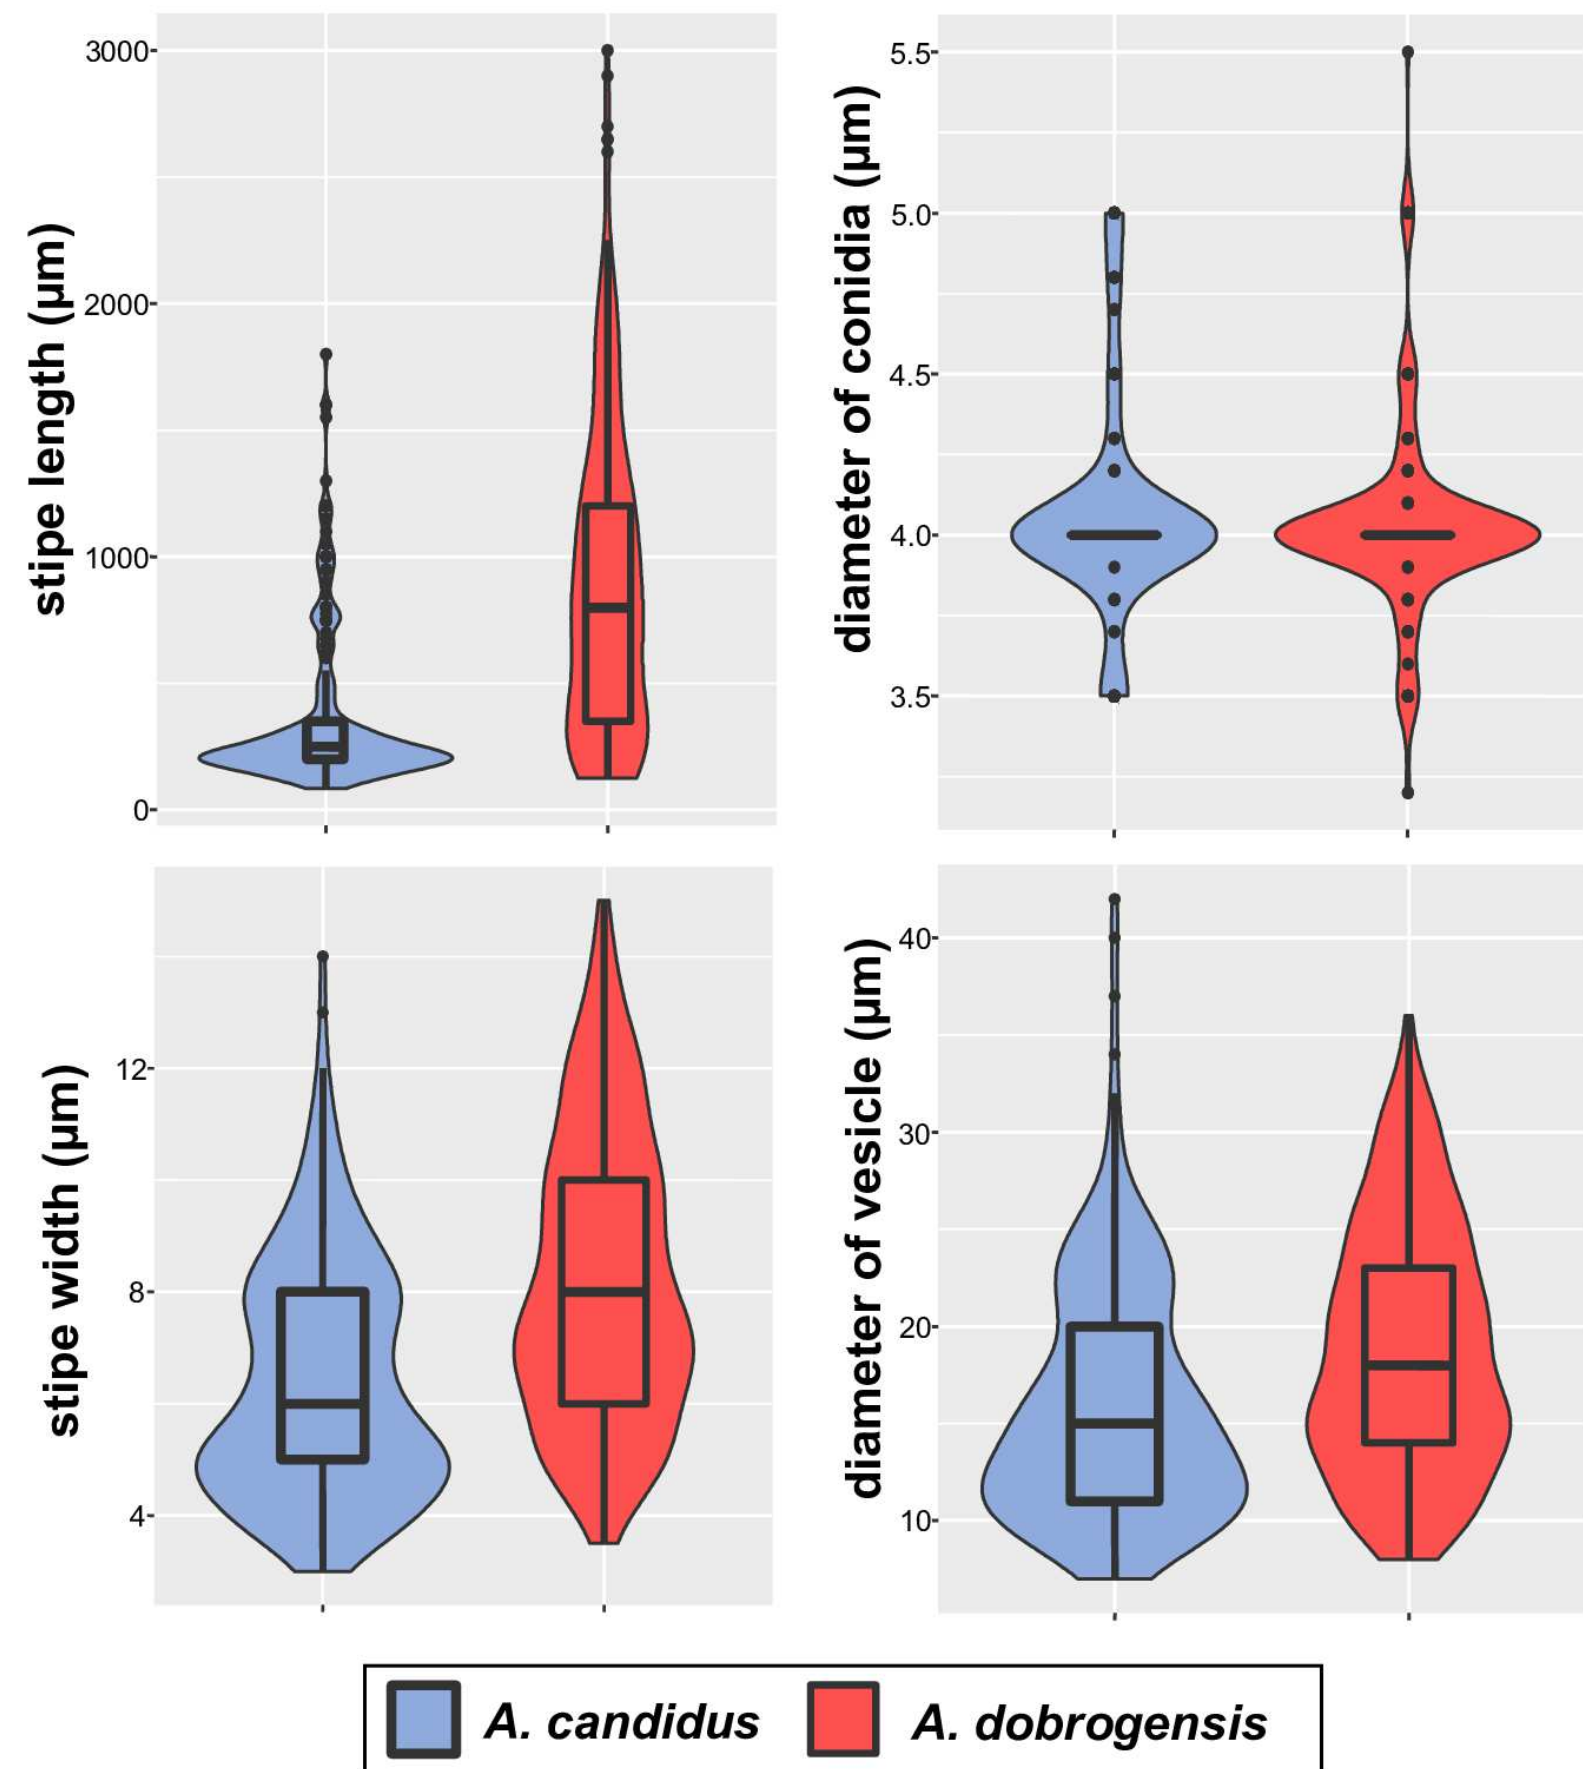 stipe length (µm)
3000
2000
1000
0
diameter of conidia (µm)
5.5
5.0
4.5
4.0
3.5
stipe width (µm)
12
8
4
diameter of vesicle (µm)
40
30
20
10
A. candidus
A. dobrogensis